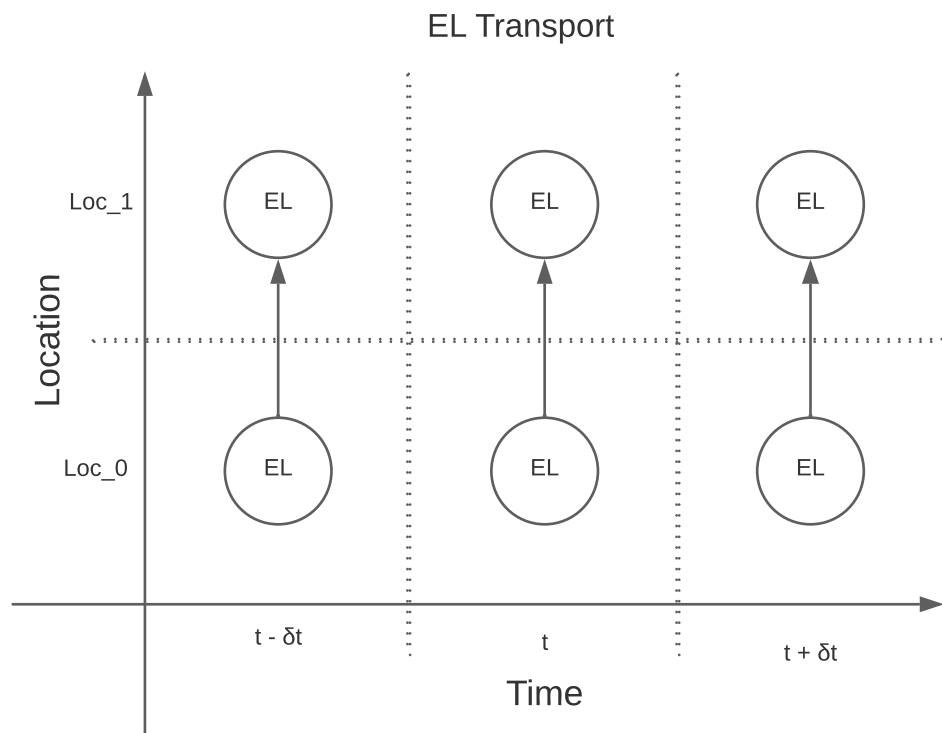 EL Transport
Loc_1
EL
EL
EL
Location
Loc_0
EL
EL
EL
t - δt
t
t + δt
Time